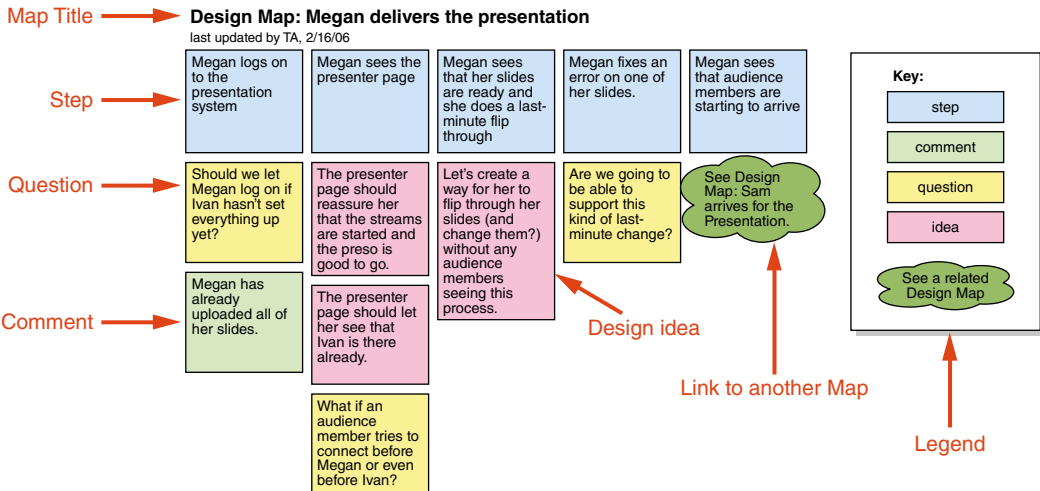 Map Title
Design Map: Megan delivers the presentation
last updated by TA, 2/16/06
Step
Megan logs on
to the
presentation
system
Megan sees the
presenter page
Megan sees
that her slides
are ready and
she does a last-
minute flip
through
Megan fixes an
error on one of
her slides.
Megan sees
that audience
members are
starting to arrive
Question
Should we let
Megan log on if
Ivan hasn't set
everything up
yet?
The presenter
page should
reassure her
that the streams
are started and
the preso is
good to go.
Let's create a
way for her to
flip through her
slides (and
change them?)
without any
audience
members
seeing this
process.
Are we going to
be able to
support this
kind of last-
minute change?
See Design
Map: Sam
arrives for the
Presentation.
Comment
Megan has
already
uploaded all of
her slides.
The presenter
page should let
her see that
Ivan is there
already.
What if an
audience
member tries to
connect before
Megan or even
before Ivan?
Design idea
Link to another Map
Key:
step
comment
question
idea
See a related
Design Map
Legend